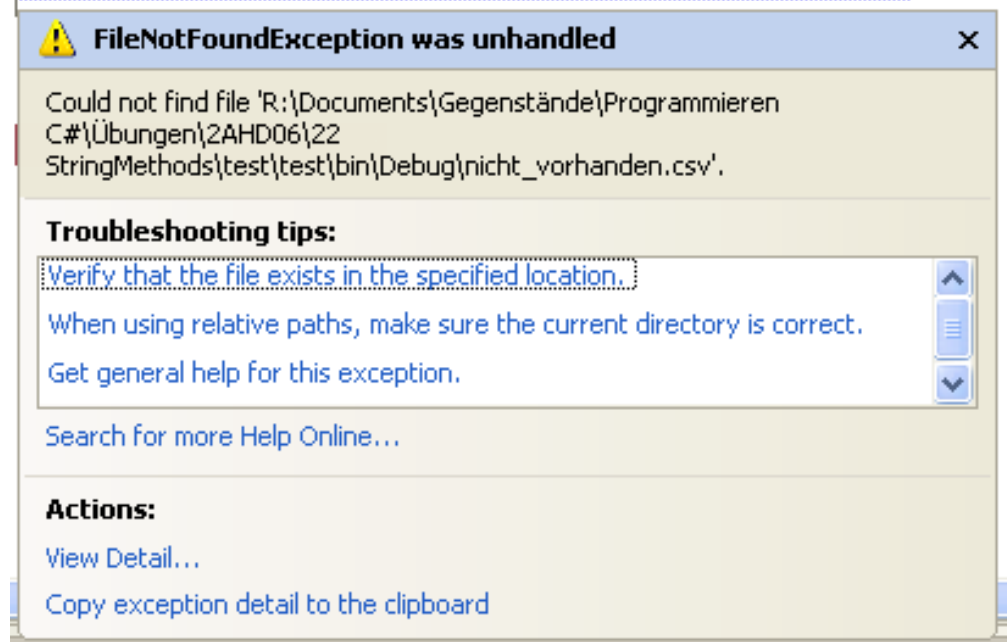 FileNotFoundException was unhandled
Could not find file 'R:\Documents\Gegenstände\Programmieren
C#\Übungen\2AHD06\22
StringMethods\test\test\bin\Debug\nicht_vorhanden.csv'.
Troubleshooting tips:
Verify that the file exists in the specified location.
When using relative paths, make sure the current directory is correct.
Get general help for this exception.
Search for more Help Online...
Actions:
View Detail...
Copy exception detail to the clipboard